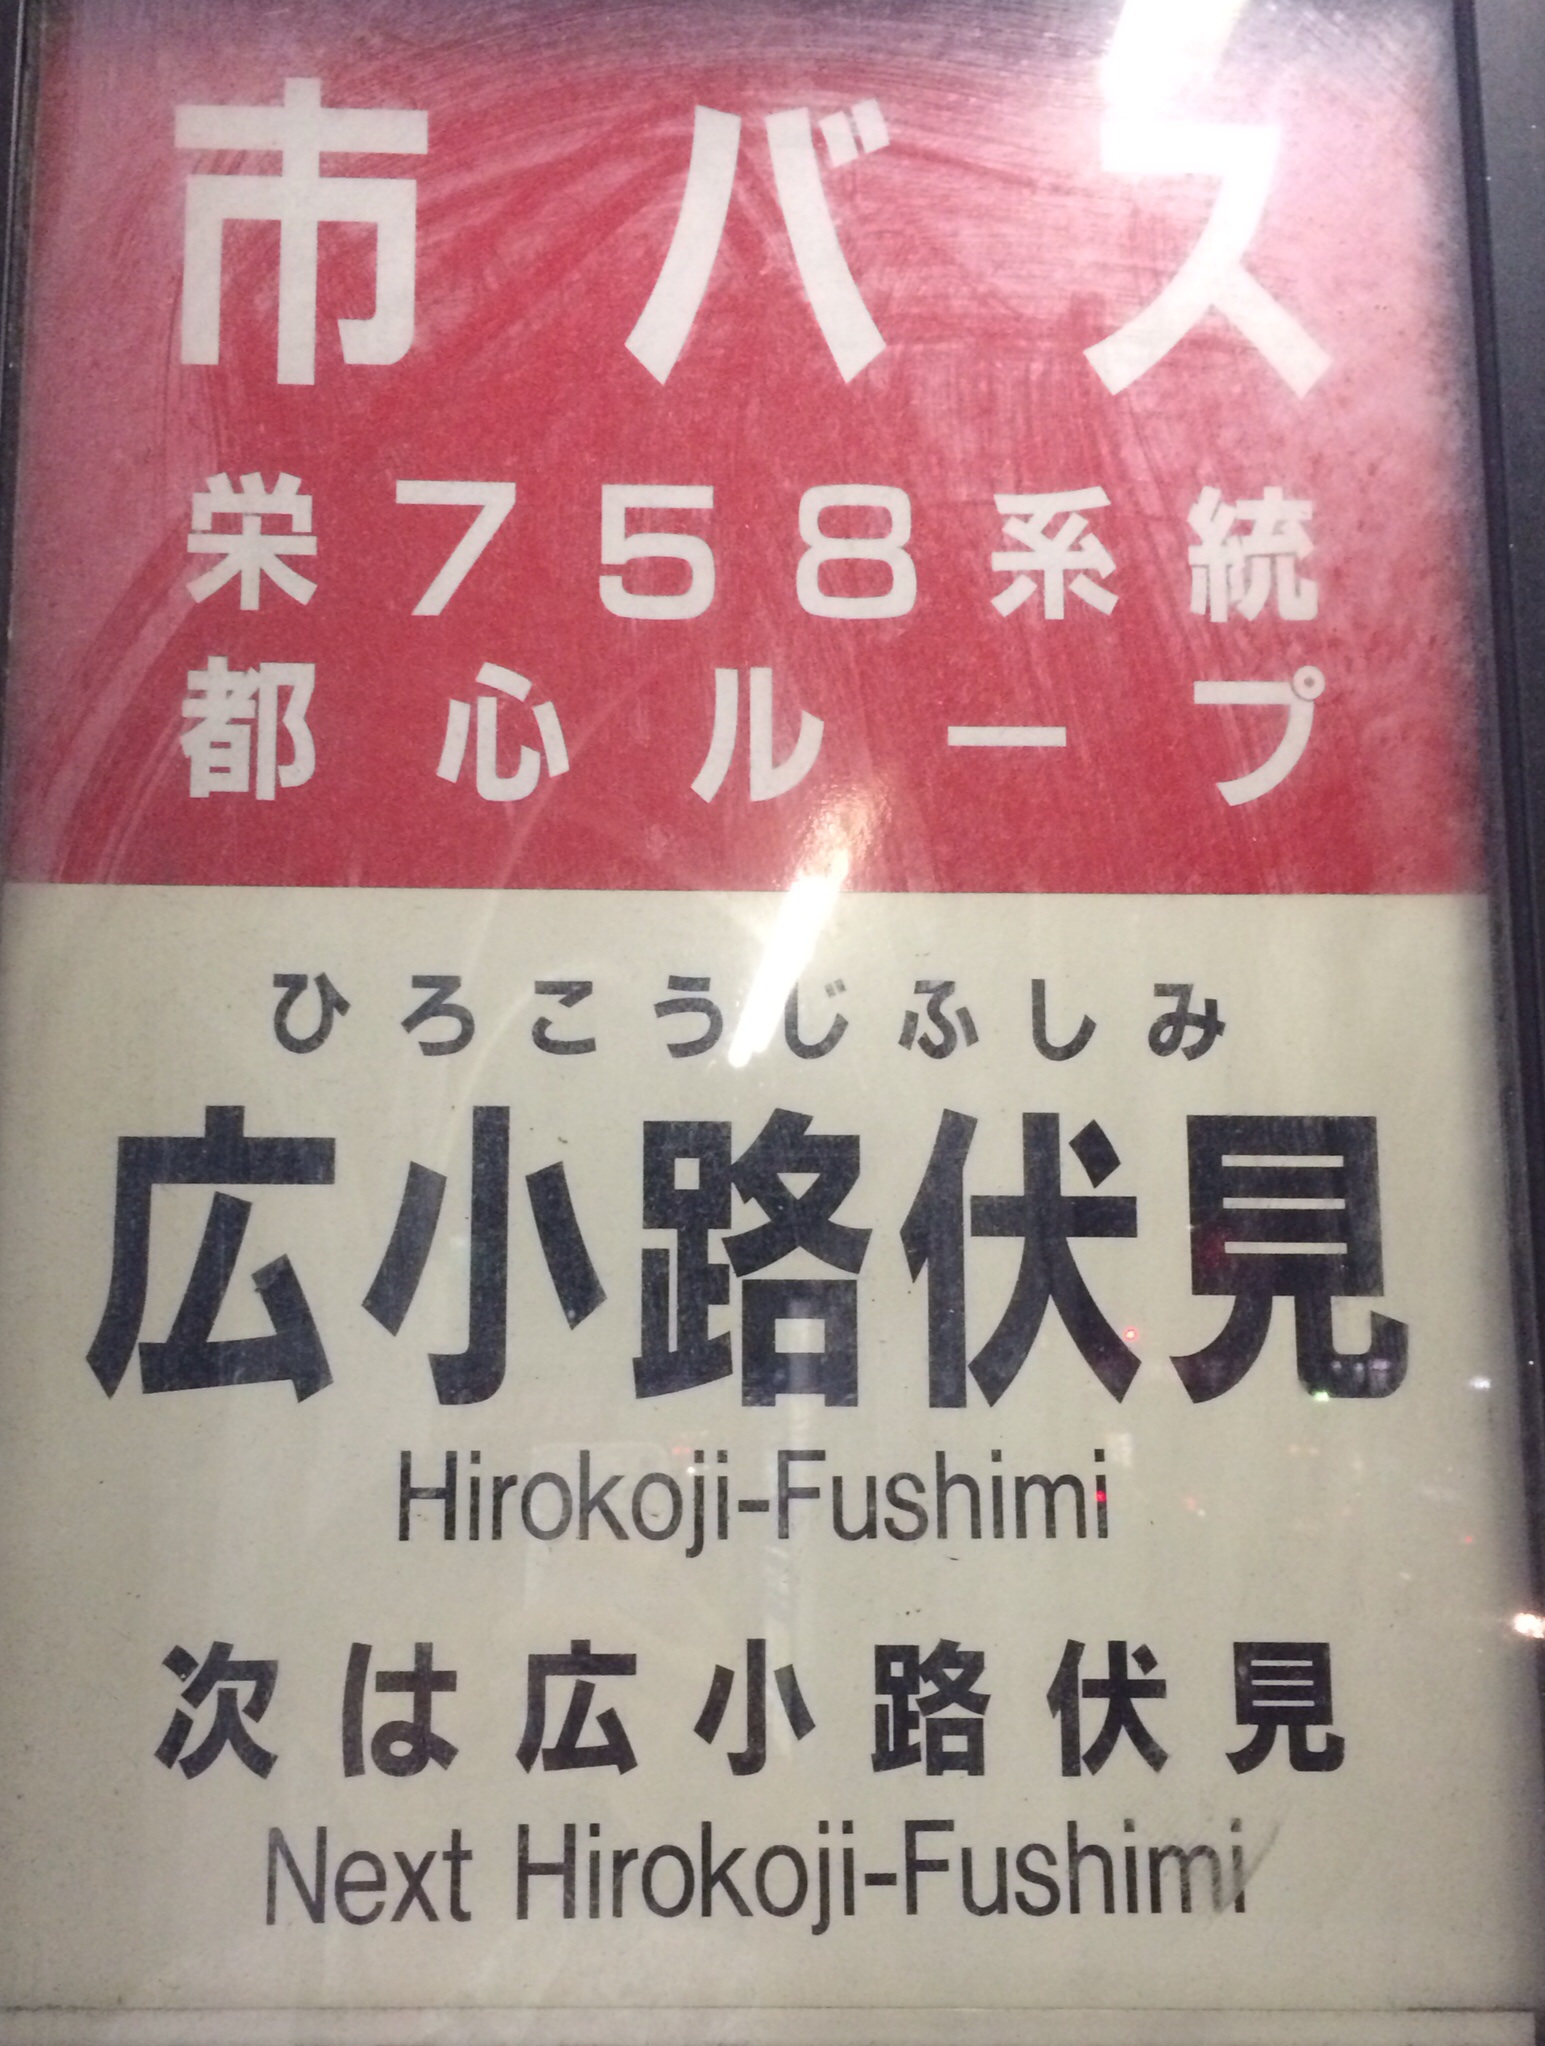 市バス
栄758系統
都心ループ
ひろこうじふしみ
広小路伏見
Hirokoji-Fushimi
次は広小路伏見
Next Hirokoji-Fushimi